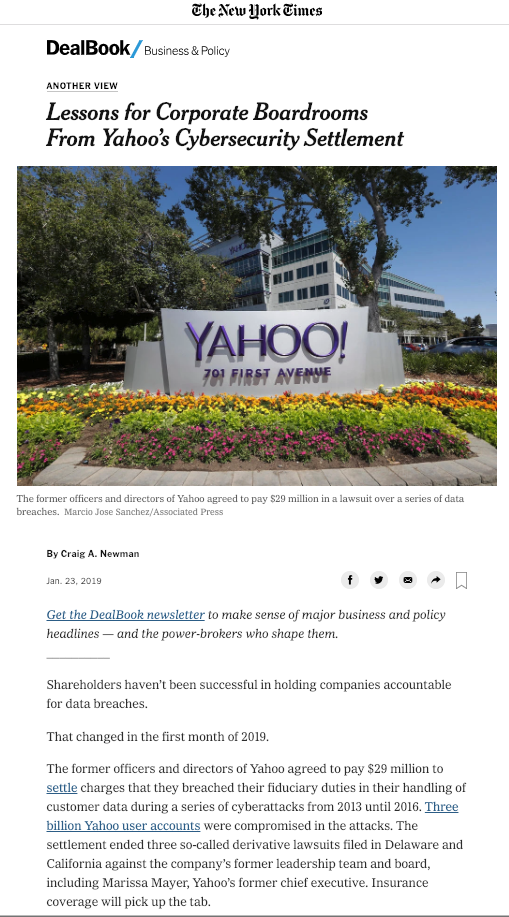 The New York Times
DealBook/ Business & Policy
ANOTHER VIEW
Lessons for Corporate Boardrooms
From Yahoo’s Cybersecurity Settlement
YAHOO!
701 FIRST AVENUE
The former officers and directors of Yahoo agreed to pay $29 million in a lawsuit over a series of data
breaches. Marcio Jose Sanchez/Associated Press
By Craig A. Newman
Jan. 23, 2019
Get the DealBook newsletter to make sense of major business and policy
headlines — and the power-brokers who shape them.
Shareholders haven’t been successful in holding companies accountable
for data breaches.
That changed in the first month of 2019.
The former officers and directors of Yahoo agreed to pay $29 million to
settle charges that they breached their fiduciary duties in their handling of
customer data during a series of cyberattacks from 2013 until 2016. Three
billion Yahoo user accounts were compromised in the attacks. The
settlement ended three so-called derivative lawsuits filed in Delaware and
California against the company’s former leadership team and board,
including Marissa Mayer, Yahoo’s former chief executive. Insurance
coverage will pick up the tab.